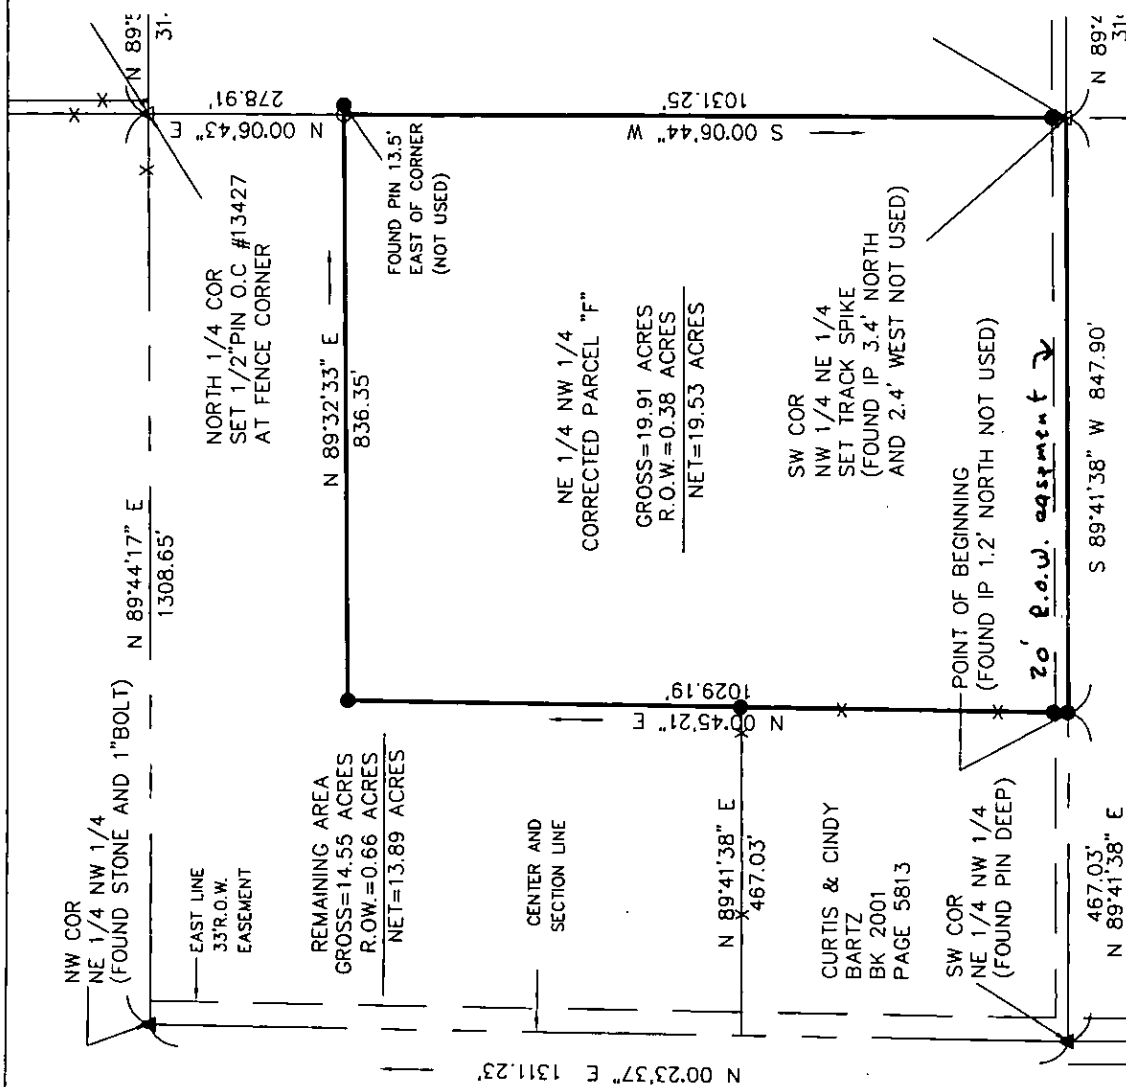 NW COR
NE 1/4 NW 1/4
(FOUND STONE AND 1"BOLT)
N 89°44'17" E
1308.65'
NORTH 1/4 COR
SET 1/2"PIN O.C #13427
AT FENCE CORNER
N 89°5
31.
EAST LINE
33'R.O.W.
EASEMENT
N 00°06'43" E
278.91'
N 89°32'33" E
836.35'
FOUND PIN 13.5'
EAST OF CORNER
(NOT USED)
REMAINING AREA
GROSS=14.55 ACRES
R.OW.=0.66 ACRES
NET=13.89 ACRES
NE 1/4 NW 1/4
CORRECTED PARCEL "F"
GROSS=19.91 ACRES
R.O.W.=0.38 ACRES
NET=19.53 ACRES
S 00°06'44" W
1031.25'
CENTER AND
SECTION LINE
N 00°45'21" E
1029.19'
N 00°23'37" E 1311.23'
N 89°41'38" E
467.03'
CURTIS & CINDY
BARTZ
BK 2001
PAGE 5813
SW COR
NW 1/4 NE 1/4
SET TRACK SPIKE
(FOUND IP 3.4' NORTH
AND 2.4' WEST NOT USED)
SW COR
NE 1/4 NW 1/4
(FOUND PIN DEEP)
POINT OF BEGINNING
(FOUND IP 1.2' NORTH NOT USED)
20' R.O.W. easement
467.03'
N 89°41'38" E
S 89°41'38" W 847.90'
N 89°4
31